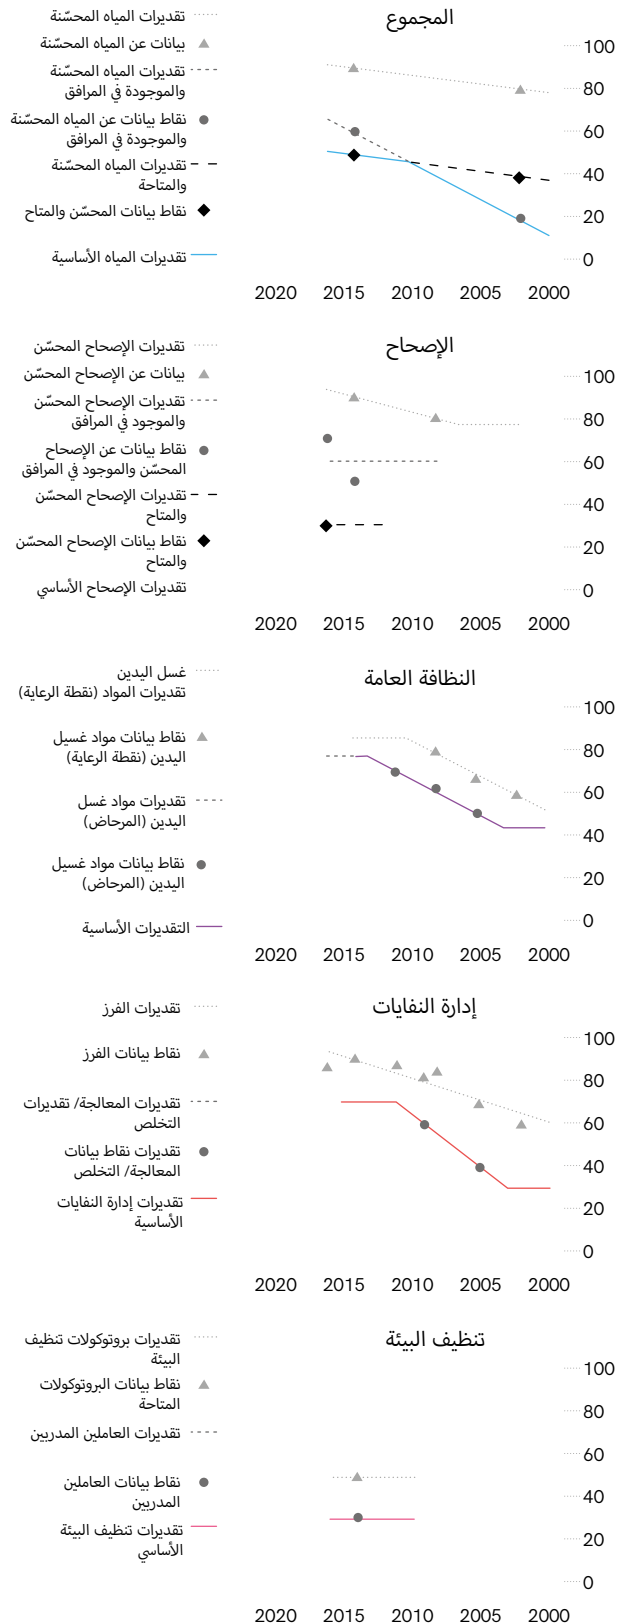 المجموع
100
80
60
40
20
0
2020 2015 2010 2005 2000
تقديرات المياه المحسّنة
بيانات عن المياه المحسّنة
تقديرات المياه المحسّنة
والموجودة في المرافق
نقاط بيانات عن المياه المحسّنة
والموجودة في المرافق
تقديرات المياه المحسّنة
والمتاحة
نقاط بيانات المحسّن والمتاح
تقديرات المياه الأساسية
الإصحاح
100
80
60
40
20
0
2020 2015 2010 2005 2000
تقديرات الإصحاح المحسّن
بيانات عن الإصحاح المحسّن
تقديرات الإصحاح المحسّن
والموجود في المرافق
نقاط بيانات عن الإصحاح
المحسّن والموجود في المرافق
تقديرات الإصحاح المحسّن
والمتاح
نقاط بيانات الإصحاح المحسّن
والمتاح
تقديرات الإصحاح الأساسي
النظافة العامة
100
80
60
40
20
0
2020 2015 2010 2005 2000
غسل اليدين
تقديرات المواد (نقطة الرعاية)
نقاط بيانات مواد غسيل
اليدين (نقطة الرعاية)
تقديرات مواد غسل
اليدين (المرحاض)
نقاط بيانات مواد غسيل
اليدين (المرحاض)
التقديرات الأساسية
إدارة النفايات
100
80
60
40
20
0
2020 2015 2010 2005 2000
تقديرات الفرز
نقاط بيانات الفرز
تقديرات المعالجة/ تقديرات
التخلص
تقديرات نقاط بيانات
المعالجة/ التخلص
تقديرات إدارة النفايات
الأساسية
تنظيف البيئة
100
80
60
40
20
0
2020 2015 2010 2005 2000
تقديرات بروتوكولات تنظيف
البيئة
نقاط بيانات البروتوكولات
المتاحة
تقديرات العاملين المدربين
نقاط بيانات العاملين
المدربين
تقديرات تنظيف البيئة
الأساسي